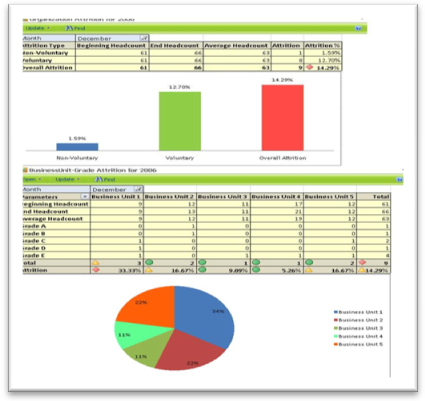 Organization Attrition for 2006
Update Find
Month December
Attrition Type Beginning Headcount End Headcount Average Headcount Attrition Attrition %
Non-Voluntary 61 66 63 1 1.59%
Voluntary 61 66 63 8 12.70%
Overall Attrition 61 66 63 9 14.29%
14.29%
12.70%
1.59%
Non-Voluntary Voluntary Overall Attrition
BusinessUnit-Grade Attrition for 2006
Update Find
Month December
Parameters Business Unit 1 Business Unit 2 Business Unit 3 Business Unit 4 Business Unit 5 Total
Beginning Headcount 9 12 11 17 12 61
End Headcount 9 13 11 21 12 66
Average Headcount 9 12 11 19 12 63
Grade A 0 1 0 0 0 1
Grade B 0 0 0 1 0 1
Grade C 1 0 0 0 1 2
Grade D 1 0 0 0 0 1
Grade E 1 1 1 4
Total 3 2 1 1 2 9
Attrition 33.33% 16.67% 9.09% 5.26% 16.67% 14.29%
22%
34%
11%
11%
22%
Business Unit 1
Business Unit 2
Business Unit 3
Business Unit 4
Business Unit 5